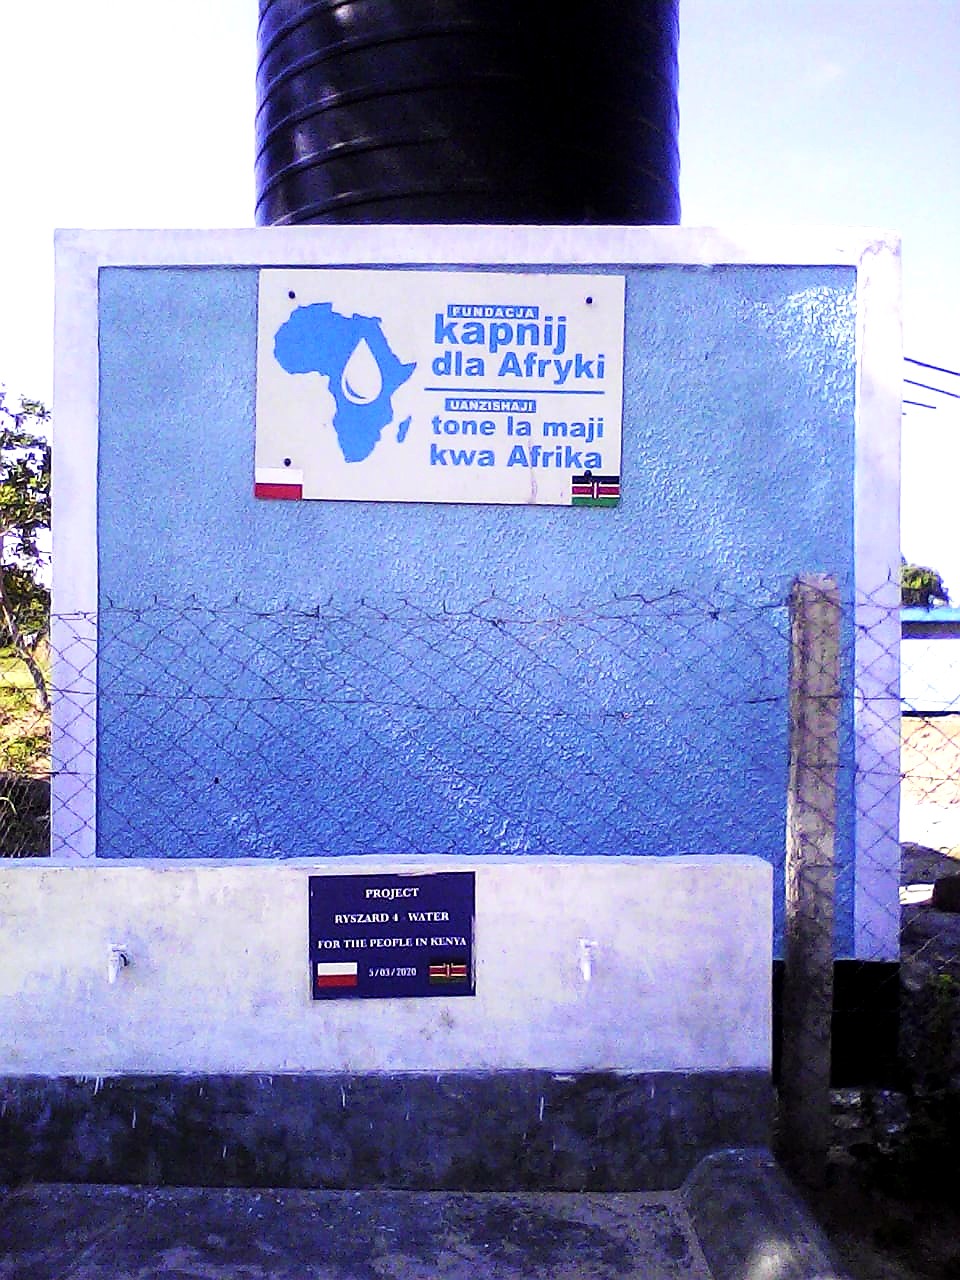 FUNDACJA
kapnij
dla Afryki
UANZISHAJI
tone la maji
kwa Afrika
PROJECT
RYSZARD 4 - WATER
FOR THE PEOPLE IN KENYA
5/03/2020